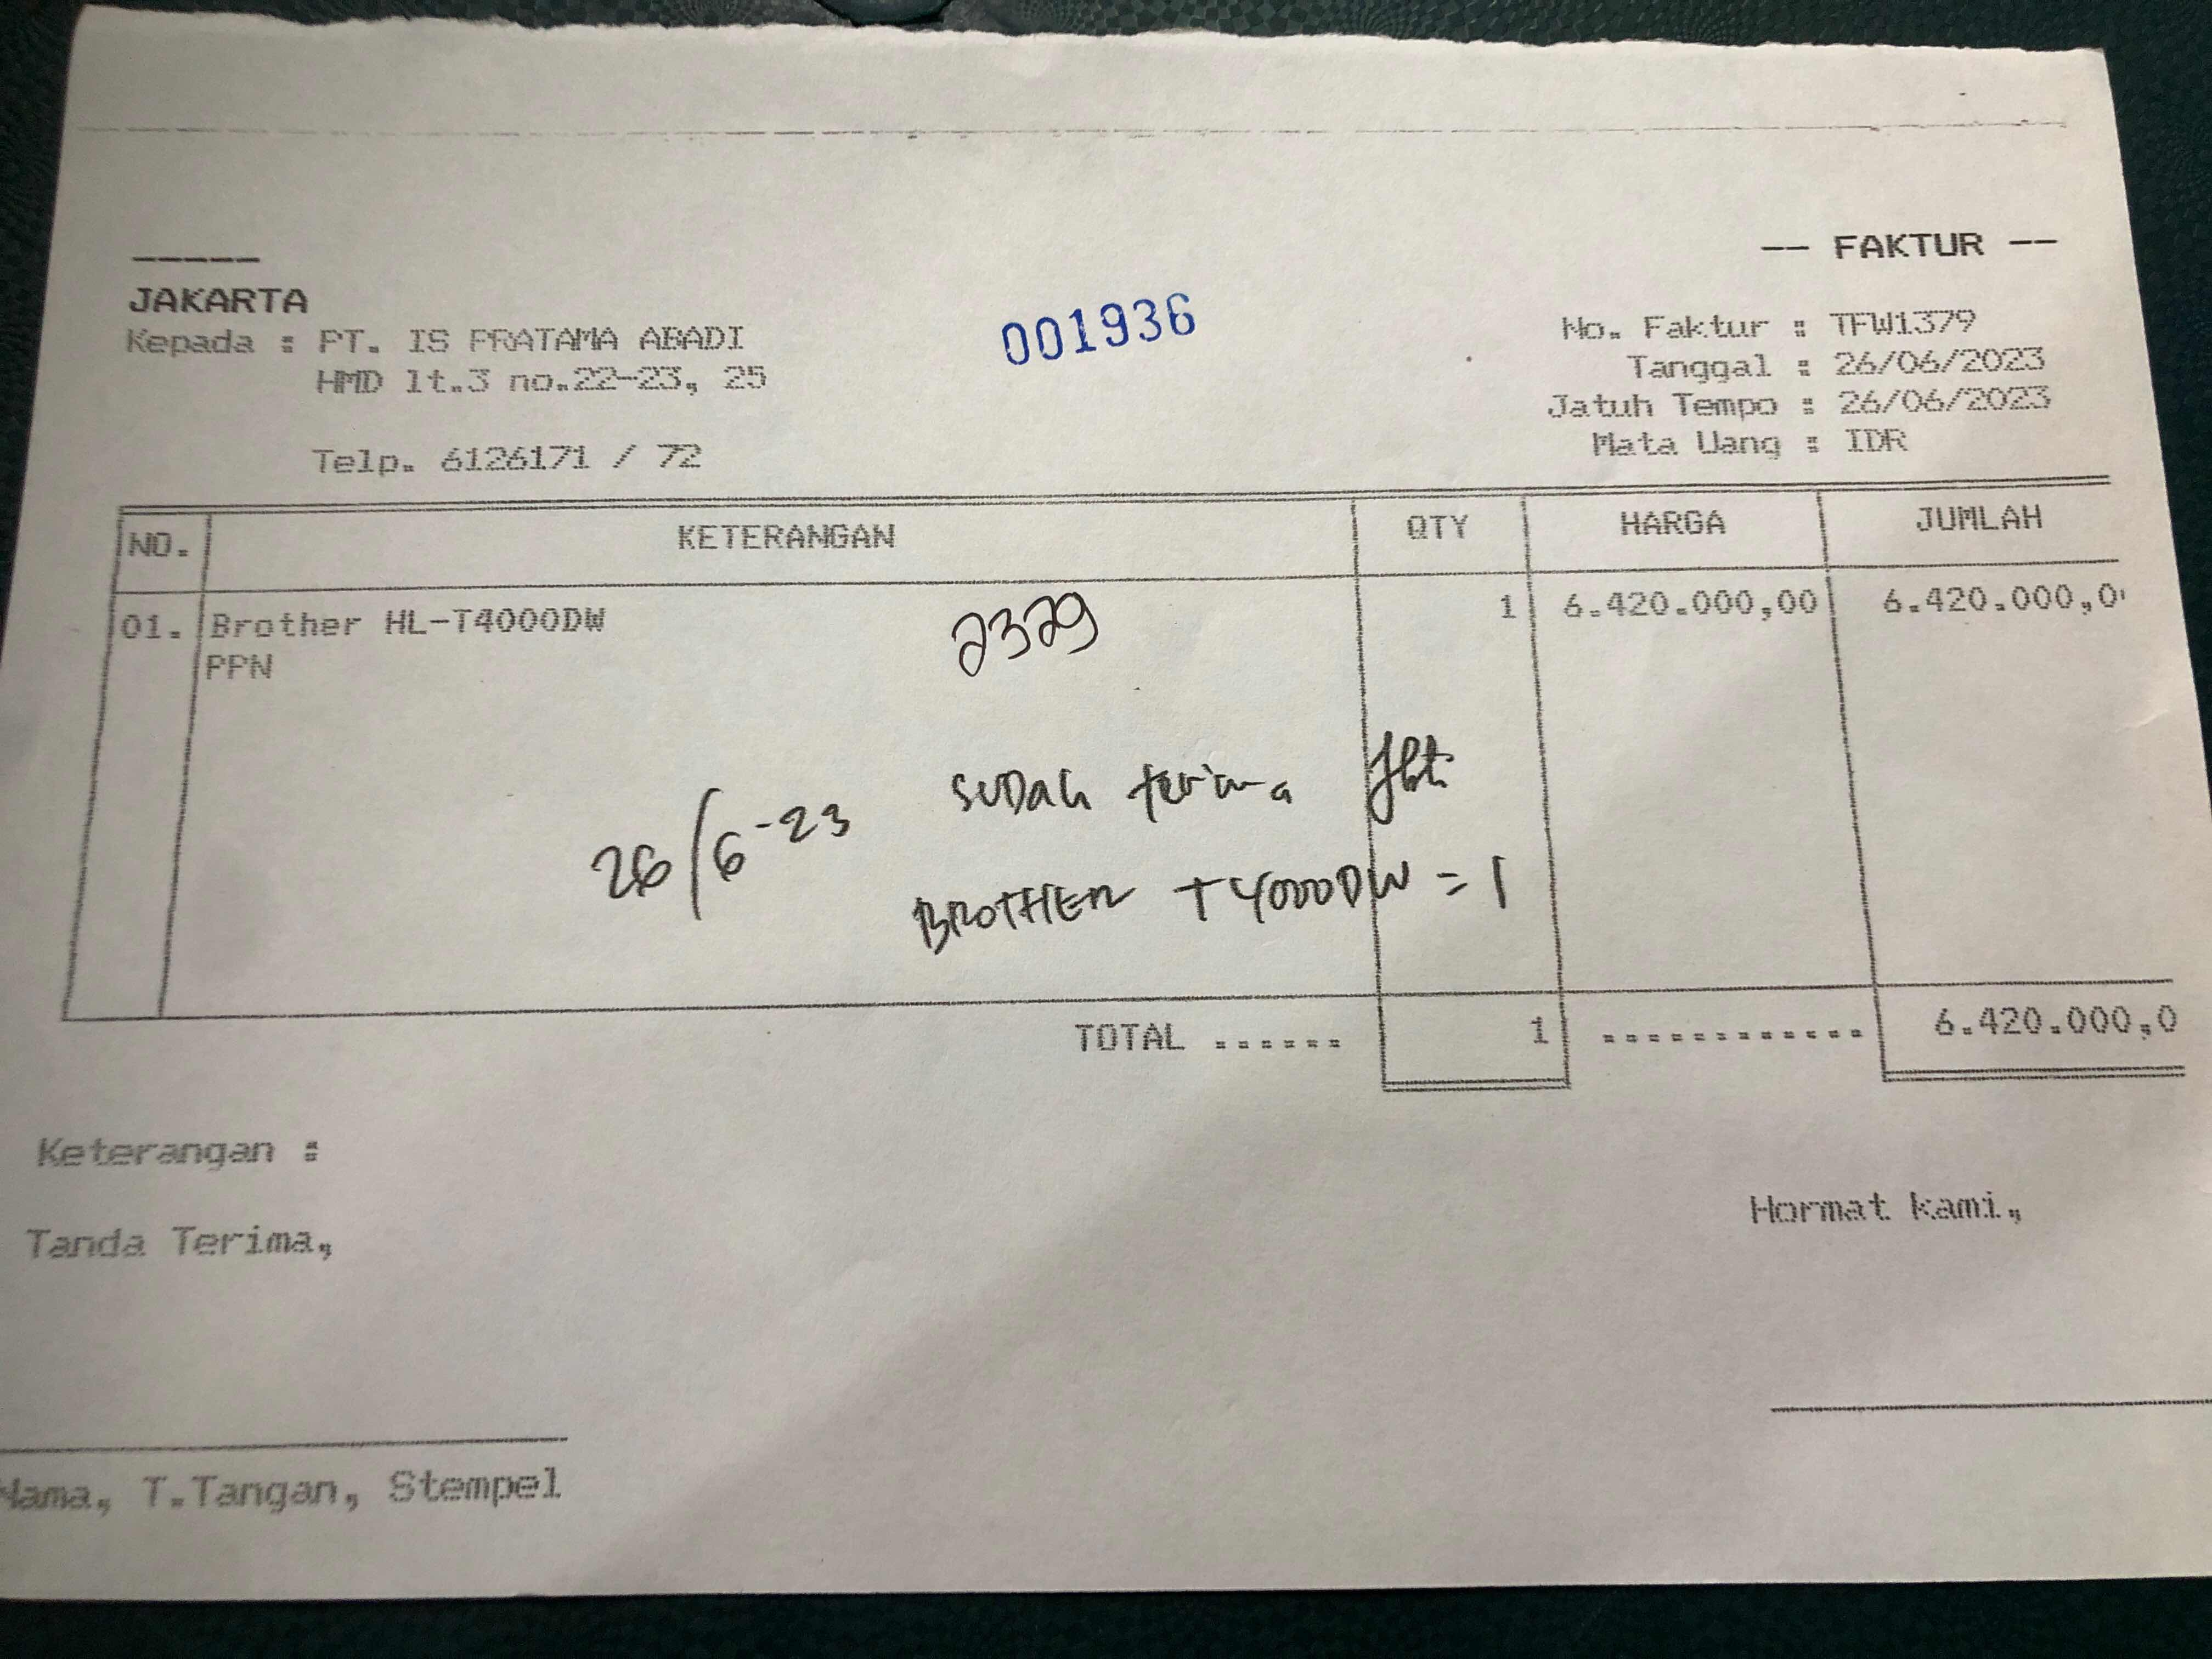 -- FAKTUR --
JAKARTA
Kepada : PT. IS PRATAMA ABADI
HMD lt.3 no.22-23, 25
Telp. 6126171 / 72
001936
No. Faktur : TFW1379
Tanggal : 26/06/2023
Jatuh Tempo : 26/06/2023
Mata Uang : IDR
NO. KETERANGAN QTY HARGA JUMLAH
01. Brother HL-T4000DW 1 6.420.000,00 6.420.000,0
PPN
2329
26/6-23 SUDAH terima
BROTHER T4000DW = 1
TOTAL ...... 1 ............ 6.420.000,0
Keterangan :
Tanda Terima,
Hormat kami,
Nama, T.Tangan, Stempel